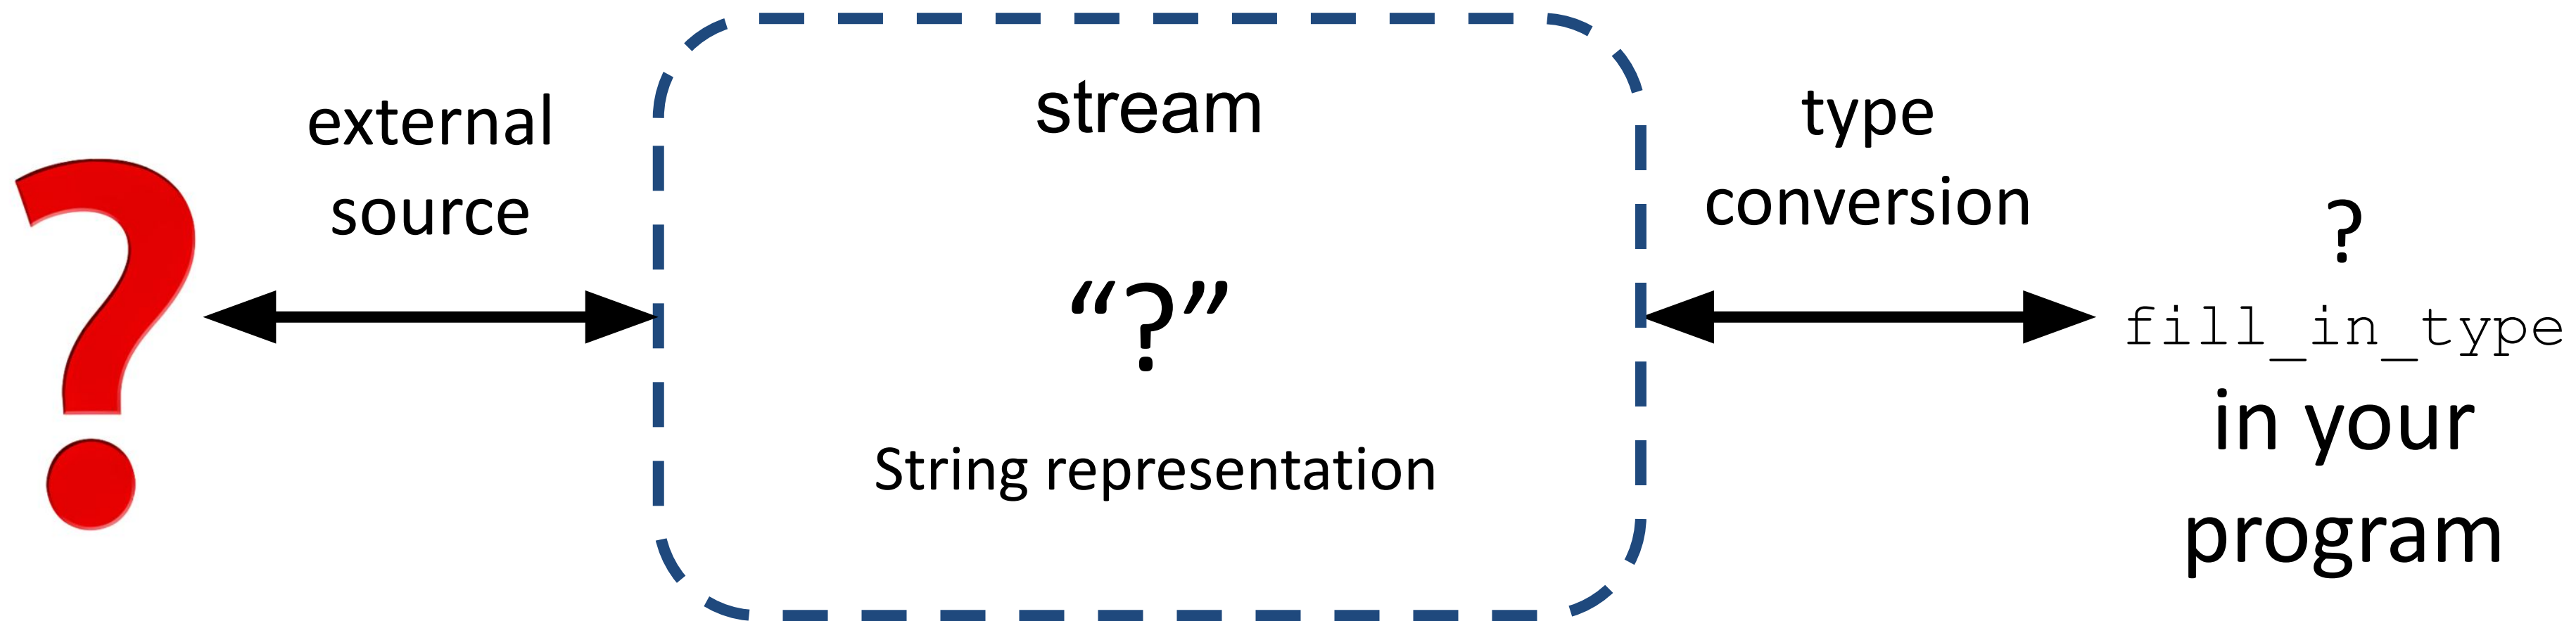 ?
external
source
stream
“?”
String representation
type
conversion
?
fill_in_type
in your
program